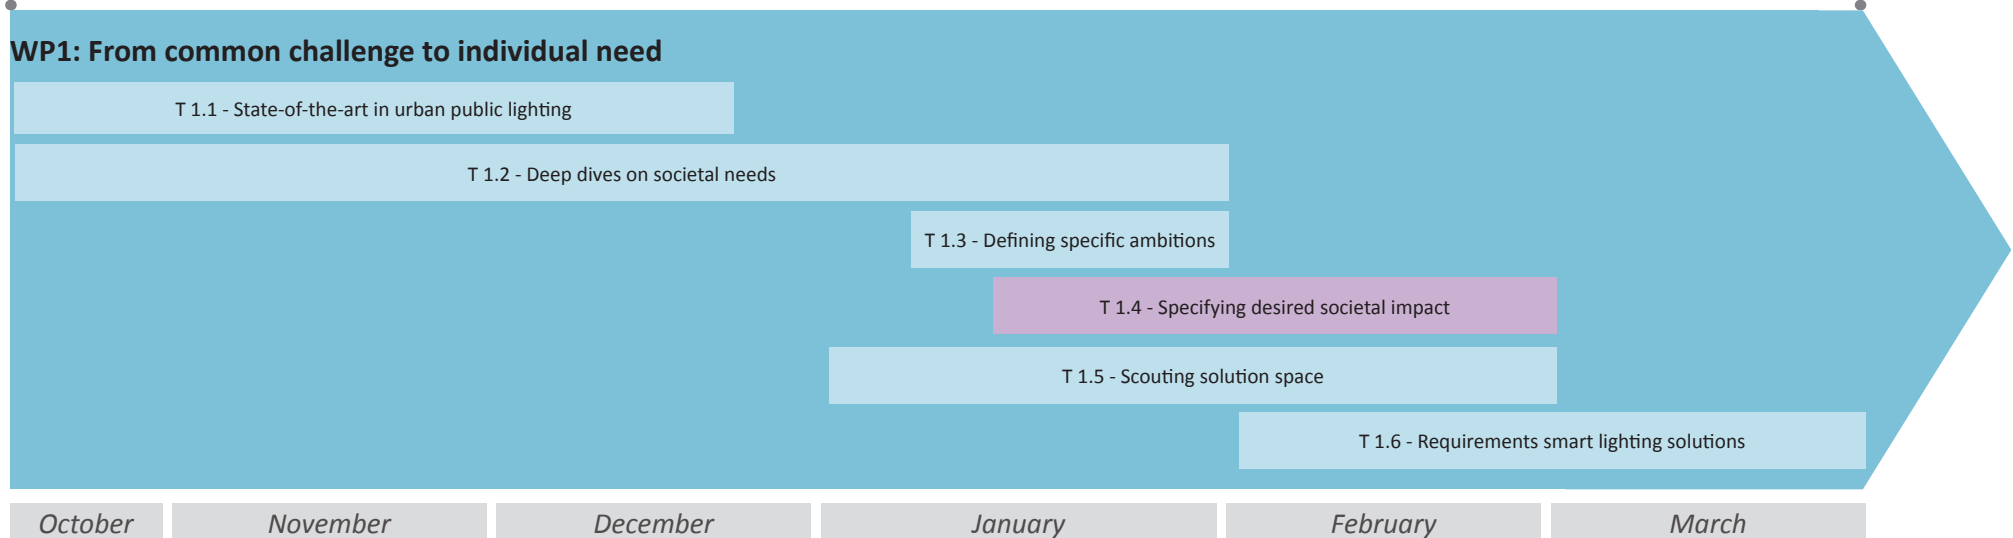 WP1: From common challenge to individual need
T 1.1 - State-of-the-art in urban public lighting
T 1.2 - Deep dives on societal needs
T 1.3 - Defining specific ambitions
T 1.4 - Specifying desired societal impact
T 1.5 - Scouting solution space
T 1.6 - Requirements smart lighting solutions
October November December January February March